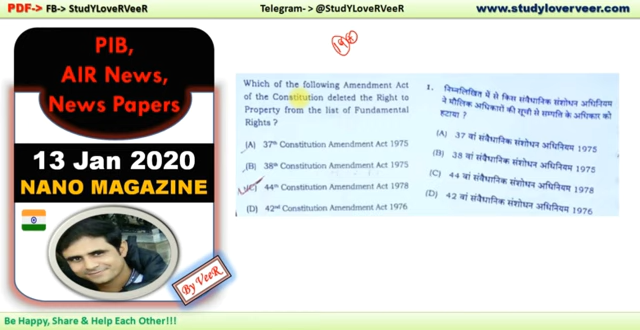 PDF-> FB-> StudYLoveRVeeR
Telegram-> @StudYLoveRVeeR
www.studyloverveer.com
PIB,
AIR News,
News Papers
13 Jan 2020
NANO MAGAZINE
By VeeR
Which of the following Amendment Act
of the Constitution deleted the Right to
Property from the list of Fundamental
Rights ?
(A) 37th Constitution Amendment Act 1975
(B) 38th Constitution Amendment Act 1975
(C) 44th Constitution Amendment Act 1978
(D) 42nd Constitution Amendment Act 1976
1. निम्नलिखित में से किस संवैधानिक संशोधन अधिनियम
ने मौलिक अधिकारों की सूची से सम्पत्ति के अधिकार को
हटाया ?
(A) 37 वां संवैधानिक संशोधन अधिनियम 1975
(B) 38 वां संवैधानिक संशोधन अधिनियम 1975
(C) 44 वां संवैधानिक संशोधन अधिनियम 1978
(D) 42 वां संवैधानिक संशोधन अधिनियम 1976
Be Happy, Share & Help Each Other!!!